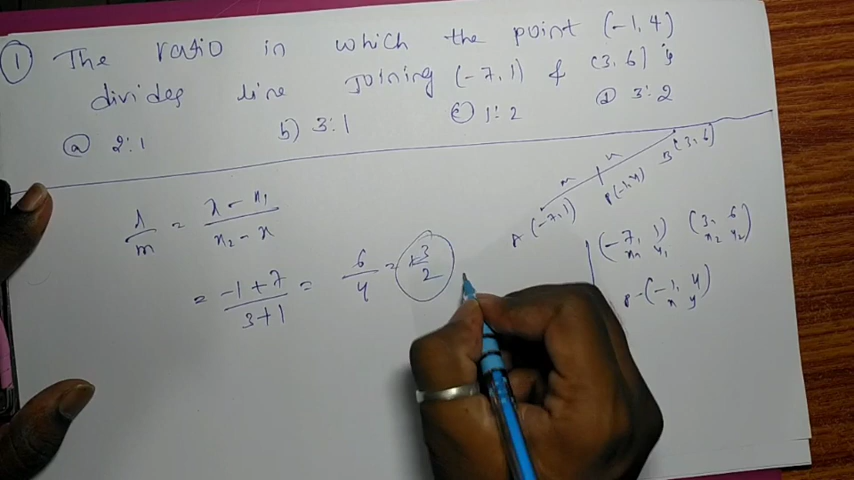 ① The ratio in which the point (-1, 4)
divides line joining (-7, 1) & (3, 6) is
ⓐ 2:1 b) 3:1 ⓒ 1:2 ⓓ 3:2
m n B (3, 6)
P(-1, 4)
A (-7, 1)
λ/m = (x - x₁)/(x₂ - x)
= (-1 + 7)/(3 + 1) = 6/4 = + 3/2
(-7, 1) (3, 6)
x₁ y₁ x₂ y₂
P - (-1, 4)
x y